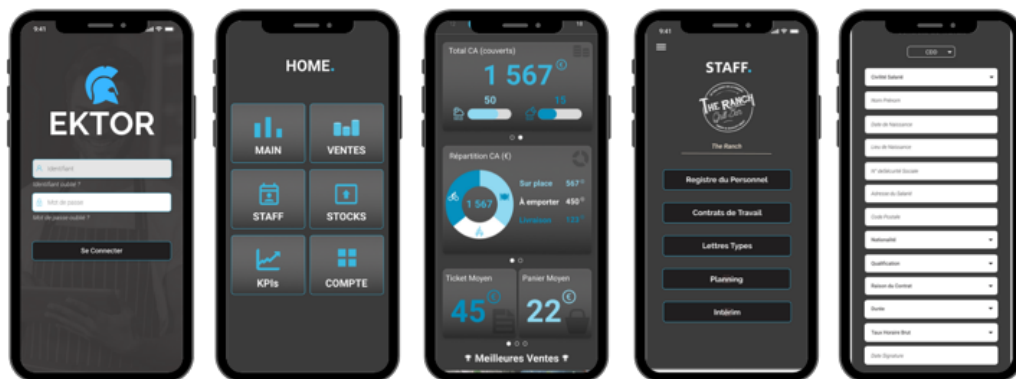 9:41
EKTOR
Identifiant
Identifiant oublié ?
Mot de passe
Mot de passe oublié ?
Se Connecter
HOME.
MAIN
VENTES
STAFF
STOCKS
KPIs
COMPTE
18
Total CA (couverts)
1 567 €
50
15
Répartition CA (€)
1 567
Sur place 567 €
À emporter 450 €
Livraison 133
Ticket Moyen
Panier Moyen
45 €
22 €
Meilleures Ventes
9:41
STAFF.
THE RANCH
The Ranch
Registre du Personnel
Contrats de Travail
Lettres Types
Planning
Intérim
CDD
Civilité Salarié
Nom Prénom
Date de Naissance
Lieu de Naissance
N° de Sécurité Sociale
Adresse du Salarié
Code Postale
Nationalité
Qualification
Raison du Contrat
Durée
Taux Horaire Brut
Date Signature